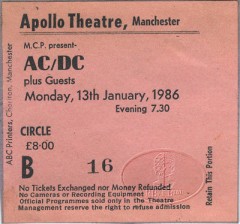 Apollo Theatre, Manchester
M.C.P. present-
AC/DC
plus Guests
Monday, 13th January, 1986
Evening 7.30
CIRCLE
£8·00
B 16
No Tickets Exchanged nor Money Refunded
No Cameras or Recording Equipment
Official Programmes sold only in the Theatre
Management reserve the right to refuse admission
ABC Printers, Chorlton, Manchester
Retain This Portion